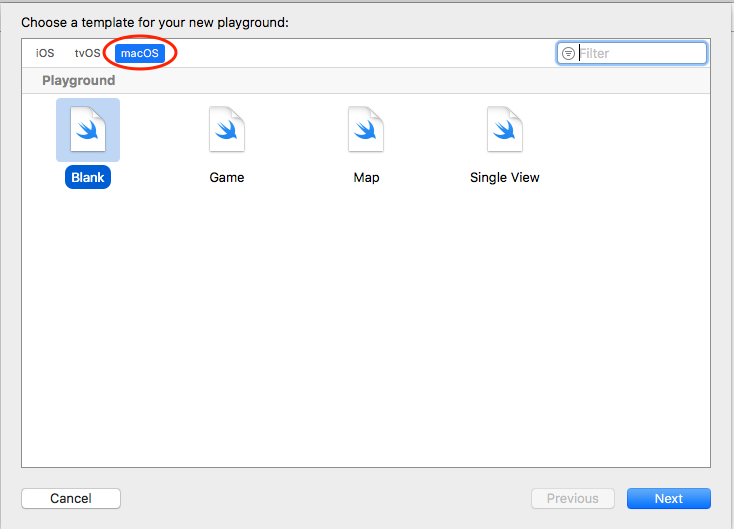 Choose a template for your new playground:
iOS tvOS macOS Filter
Playground
Blank Game Map Single View
Cancel Previous Next